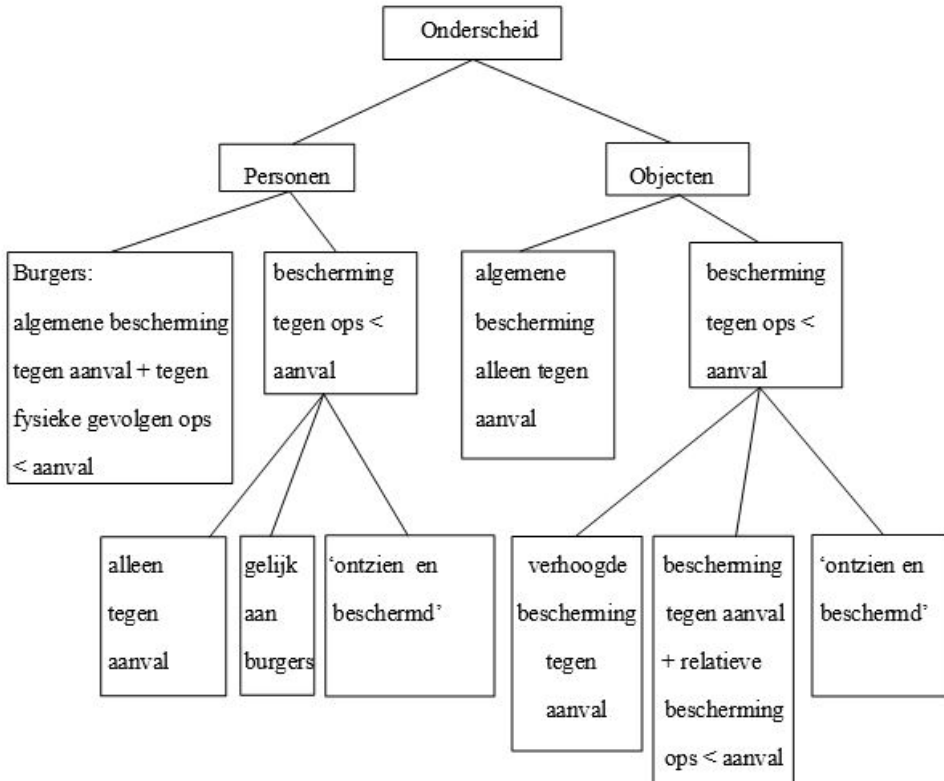 Onderscheid
Personen
Objecten
Burgers:
algemene bescherming
tegen aanval + tegen
fysieke gevolgen ops
< aanval
bescherming
tegen ops <
aanval
algemene
bescherming
alleen tegen
aanval
bescherming
tegen ops <
aanval
alleen
tegen
aanval
gelijk
aan
burgers
‘ontzien en
beschermd’
verhoogde
bescherming
tegen
aanval
bescherming
tegen aanval
+ relatieve
bescherming
ops < aanval
‘ontzien en
beschermd’